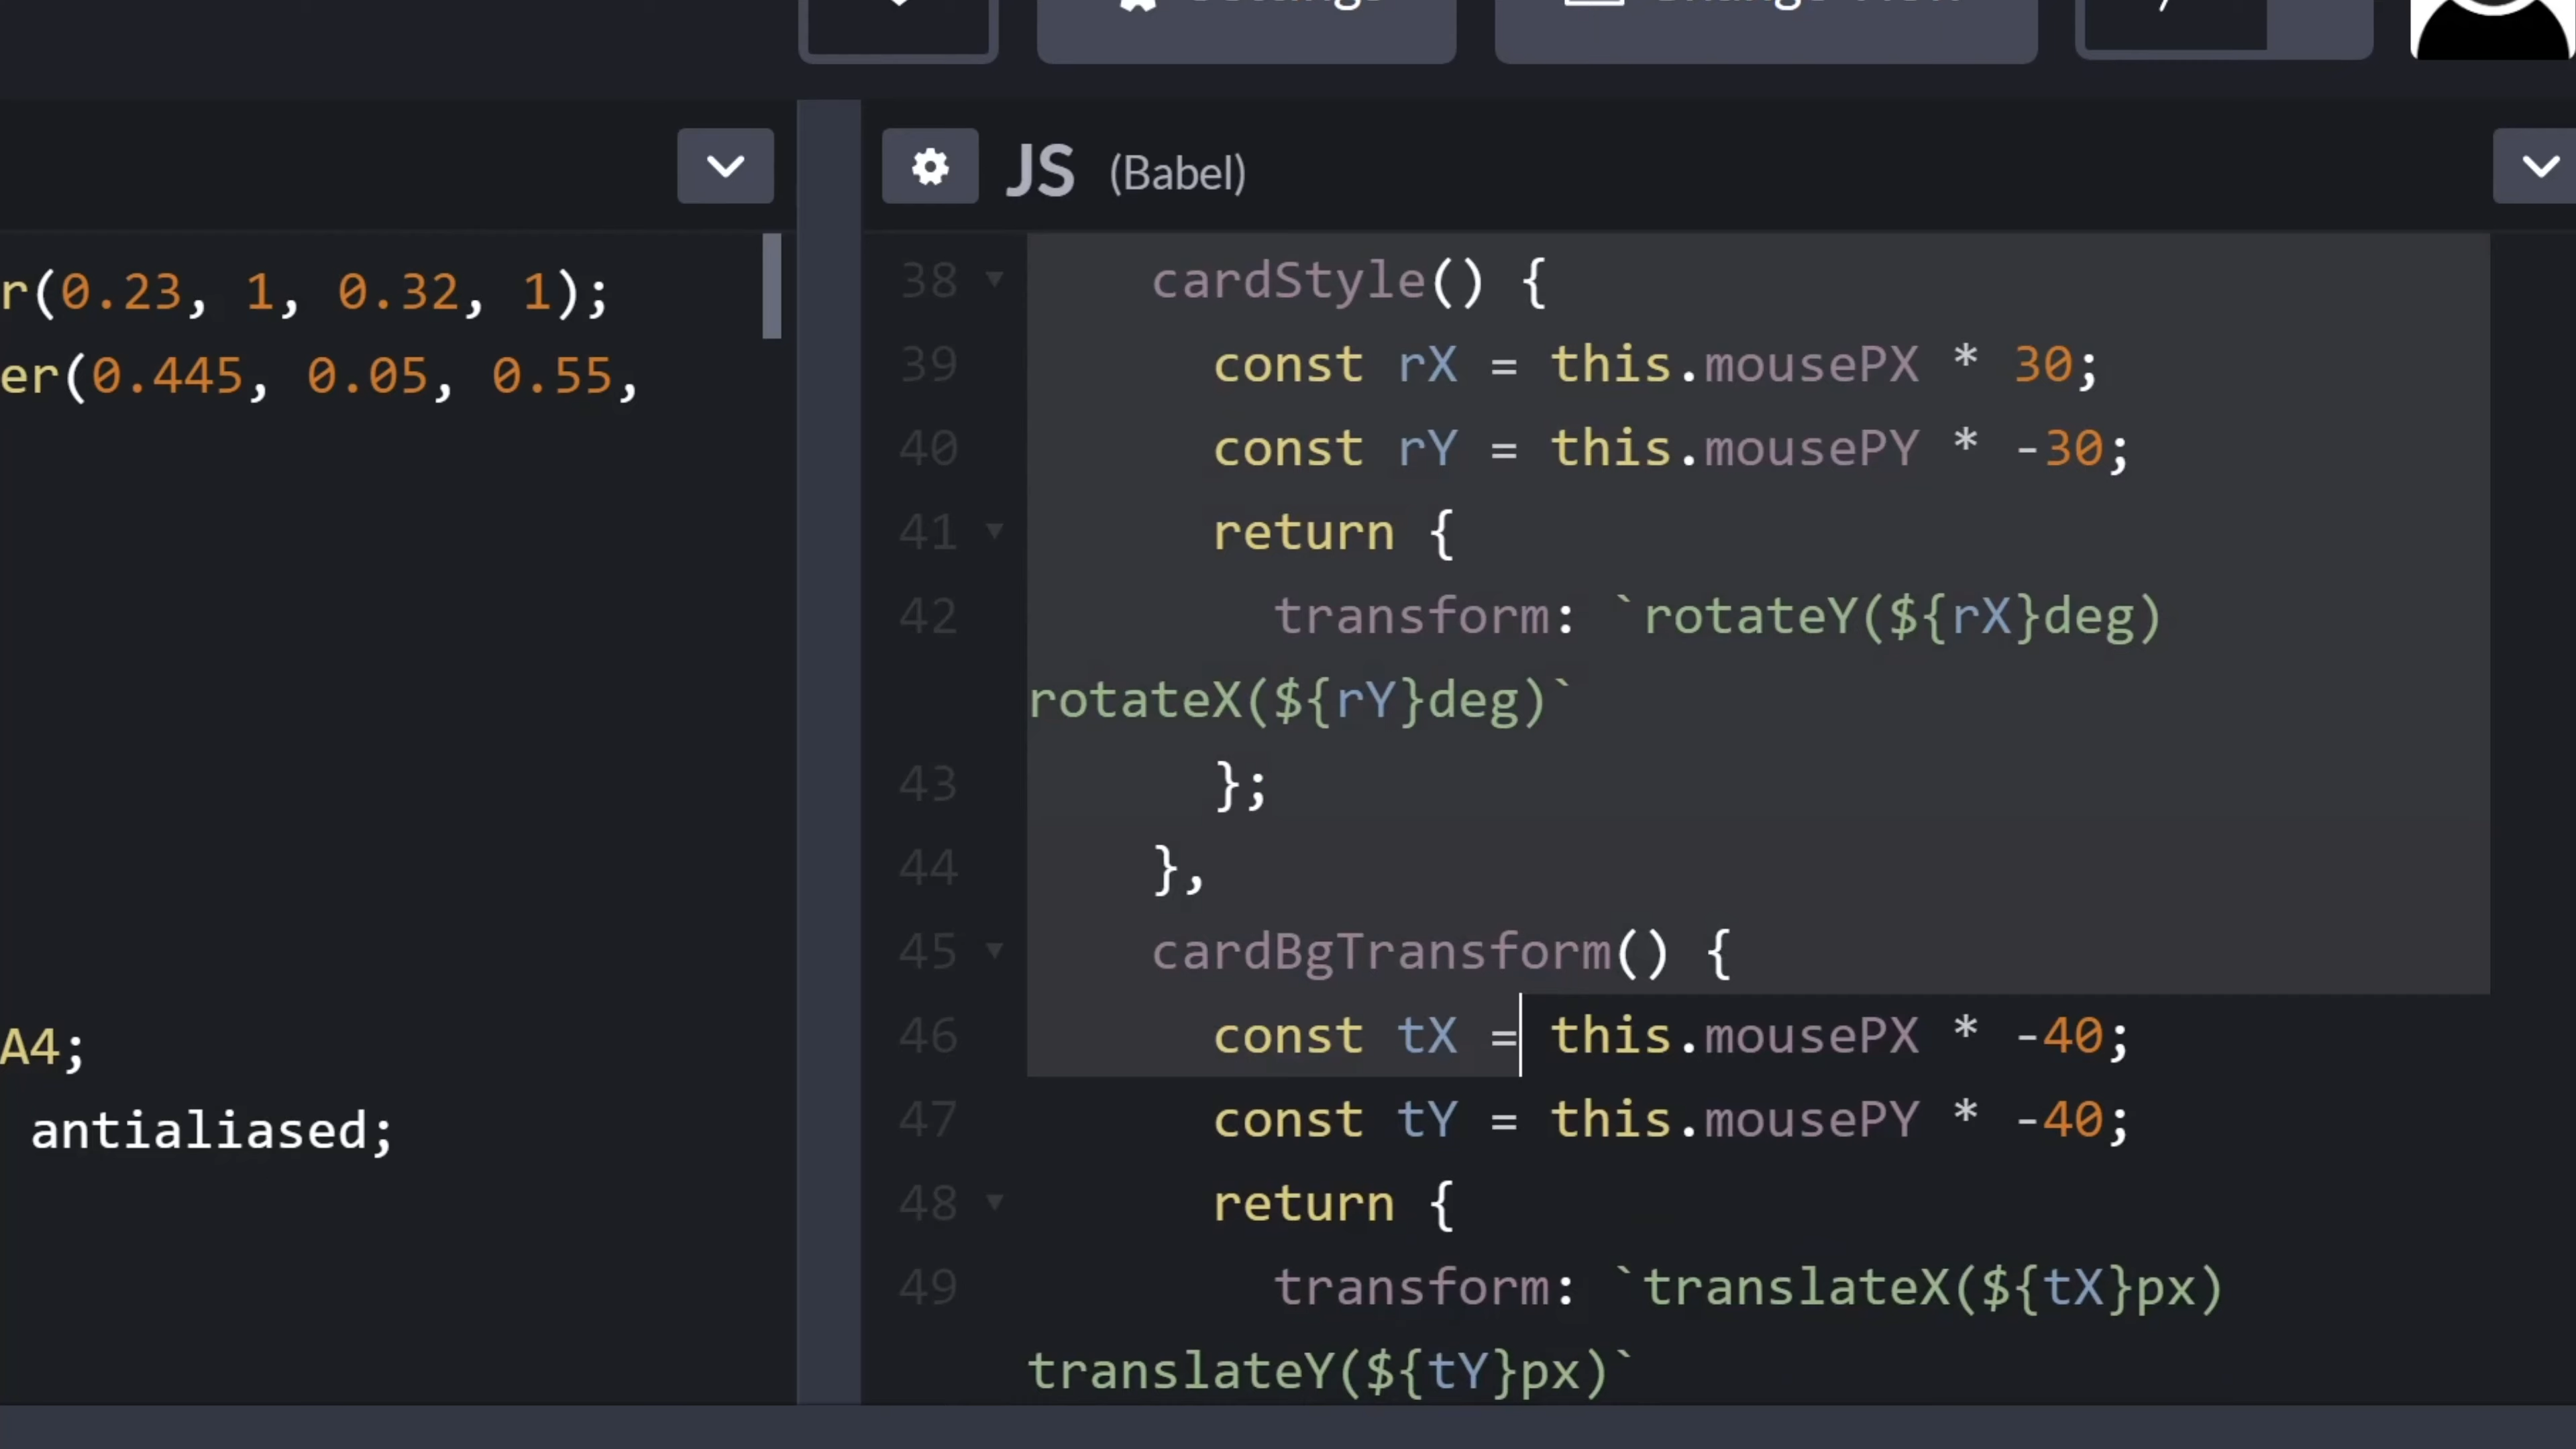 JS (Babel)
r(0.23, 1, 0.32, 1);
er(0.445, 0.05, 0.55,
A4;
antialiased;
38 cardStyle() {
39 const rX = this.mousePX * 30;
40 const rY = this.mousePY * -30;
41 return {
42 transform: `rotateY(${rX}deg)
rotateX(${rY}deg)`
43 };
44 },
45 cardBgTransform() {
46 const tX = this.mousePX * -40;
47 const tY = this.mousePY * -40;
48 return {
49 transform: `translateX(${tX}px)
translateY(${tY}px)`